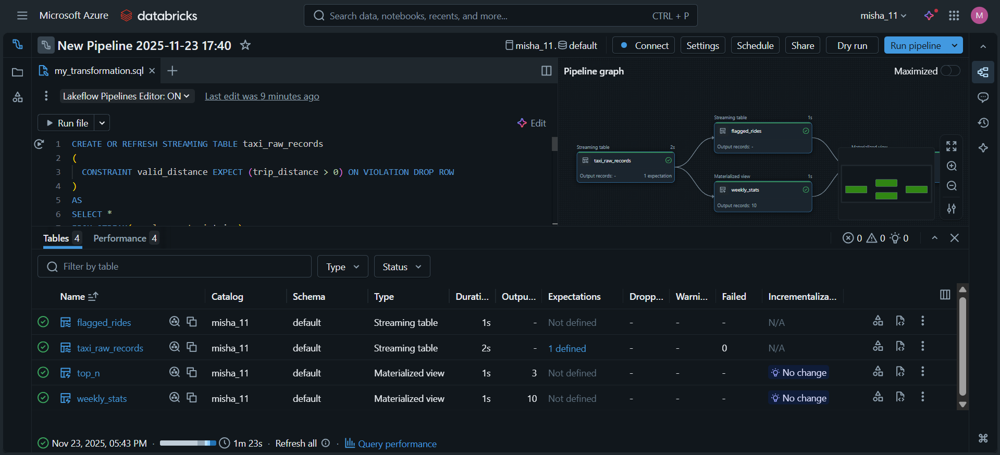 Microsoft Azure databricks Search data, notebooks, recents, and more... CTRL + P misha_11 M
New Pipeline 2025-11-23 17:40 misha_11 . default Connect Settings Schedule Share Dry run Run pipeline
my_transformation.sql
Lakeflow Pipelines Editor: ON Last edit was 9 minutes ago
Run file Edit
1 CREATE OR REFRESH STREAMING TABLE taxi_raw_records
2 (
3 CONSTRAINT valid_distance EXPECT (trip_distance > 0) ON VIOLATION DROP ROW
4 )
5 AS
6 SELECT *
Pipeline graph Maximized
Streaming table 2s
taxi_raw_records
Output records: - 1 expectation
Streaming table 1s
flagged_rides
Output records: -
Materialized view 1s
weekly_stats
Output records: 10
Materialized view
Tables 4 Performance 4 0 0 0
Filter by table Type Status
Name Catalog Schema Type Durati... Outpu... Expectations Dropp... Warni... Failed Incrementaliza...
flagged_rides misha_11 default Streaming table 1s - Not defined - - - N/A
taxi_raw_records misha_11 default Streaming table 2s - 1 defined - - 0 N/A
top_n misha_11 default Materialized view 1s 3 Not defined - - - No change
weekly_stats misha_11 default Materialized view 1s 10 Not defined - - - No change
Nov 23, 2025, 05:43 PM · 1m 23s · Refresh all · Query performance